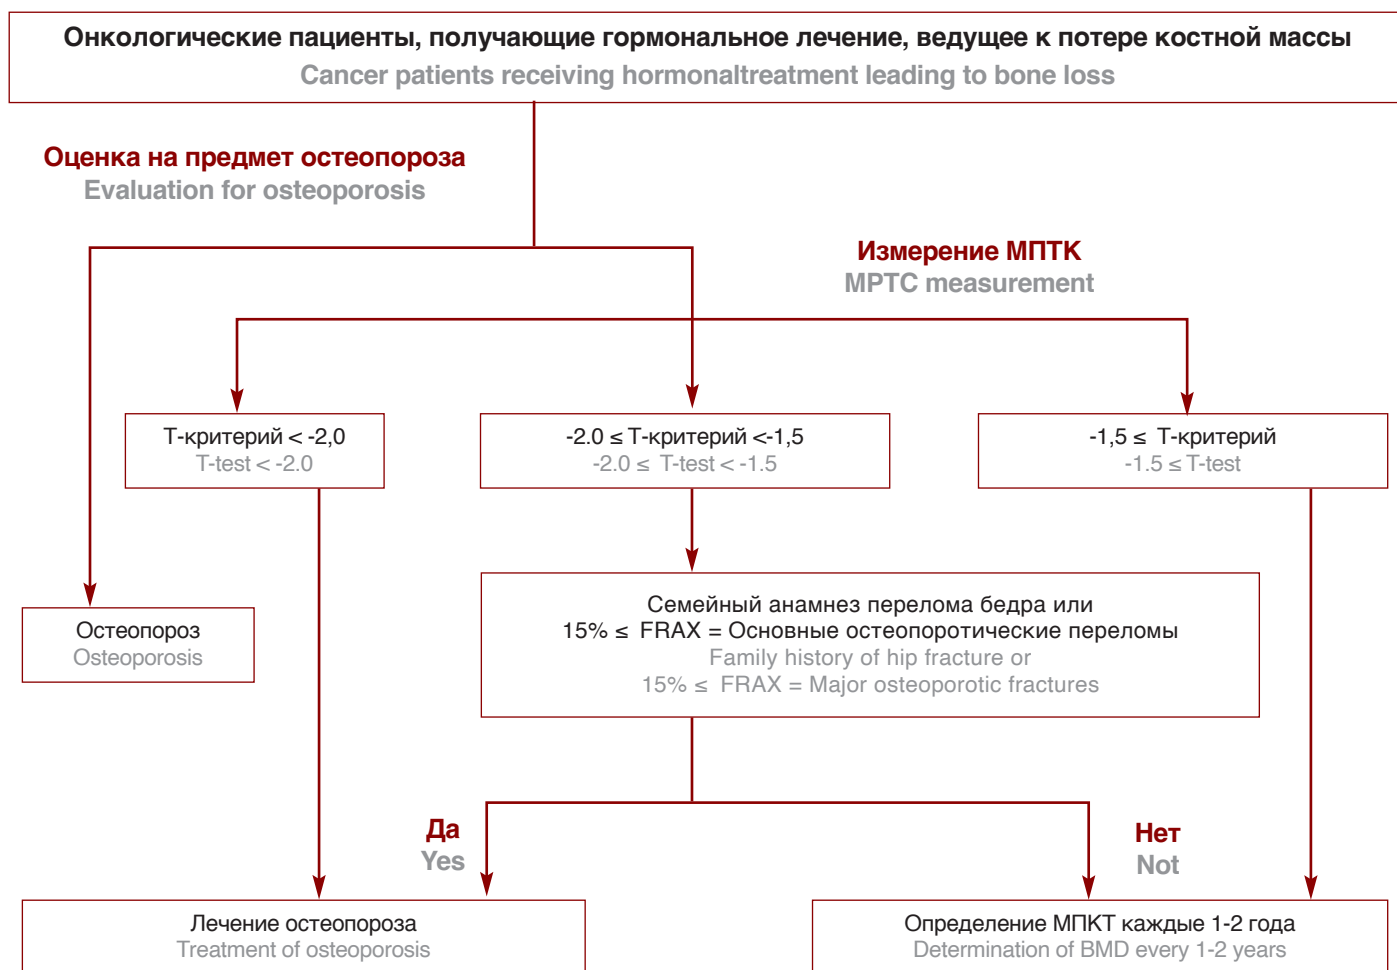 Онкологические пациенты, получающие гормональное лечение, ведущее к потере костной массы
Cancer patients receiving hormonaltreatment leading to bone loss
Оценка на предмет остеопороза
Evaluation for osteoporosis
Измерение МПТК
MPTC measurement
Т-критерий < -2,0
T-test < -2.0
-2.0 ≤ Т-критерий <-1,5
-2.0 ≤ T-test < -1.5
-1,5 ≤ Т-критерий
-1.5 ≤ T-test
Остеопороз
Osteoporosis
Семейный анамнез перелома бедра или
15% ≤ FRAX = Основные остеопоротические переломы
Family history of hip fracture or
15% ≤ FRAX = Major osteoporotic fractures
Да
Yes
Нет
Not
Лечение остеопороза
Treatment of osteoporosis
Определение МПКТ каждые 1-2 года
Determination of BMD every 1-2 years